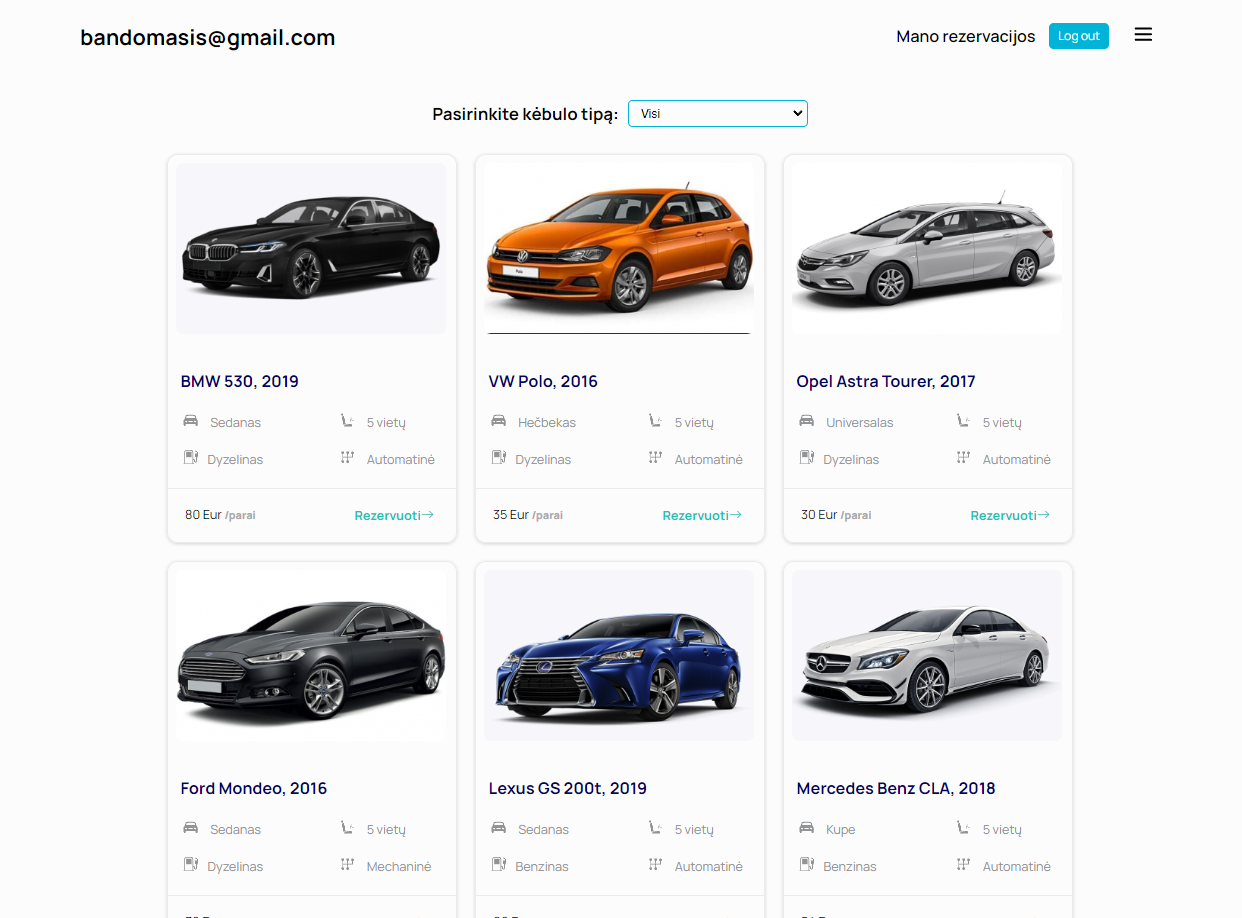 bandomasis@gmail.com
Mano rezervacijos
Log out
Pasirinkite kėbulo tipą:
Visi
BMW 530, 2019
Sedanas
5 vietų
Dyzelinas
Automatinė
80 Eur /parai
Rezervuoti→
VW Polo, 2016
Hečbekas
5 vietų
Dyzelinas
Automatinė
35 Eur /parai
Rezervuoti→
Opel Astra Tourer, 2017
Universalas
5 vietų
Dyzelinas
Automatinė
30 Eur /parai
Rezervuoti→
Ford Mondeo, 2016
Sedanas
5 vietų
Dyzelinas
Mechaninė
Lexus GS 200t, 2019
Sedanas
5 vietų
Benzinas
Automatinė
Mercedes Benz CLA, 2018
Kupe
5 vietų
Benzinas
Automatinė